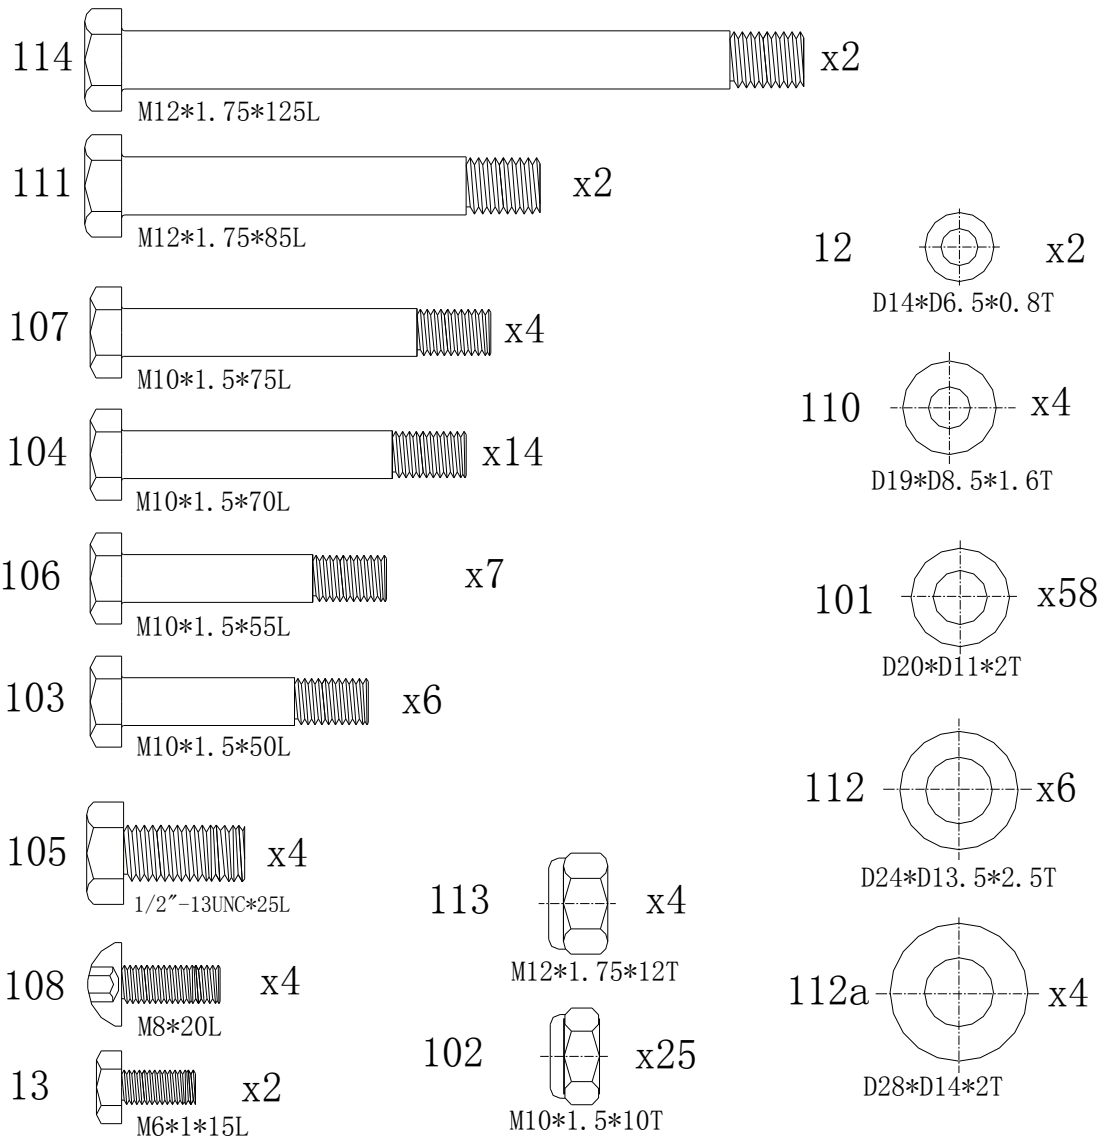 114 x2
M12*1.75*125L
111 x2
M12*1.75*85L
107 x4
M10*1.5*75L
104 x14
M10*1.5*70L
106 x7
M10*1.5*55L
103 x6
M10*1.5*50L
105 x4
1/2"-13UNC*25L
108 x4
M8*20L
13 x2
M6*1*15L
113 x4
M12*1.75*12T
102 x25
M10*1.5*10T
12 x2
D14*D6.5*0.8T
110 x4
D19*D8.5*1.6T
101 x58
D20*D11*2T
112 x6
D24*D13.5*2.5T
112a x4
D28*D14*2T